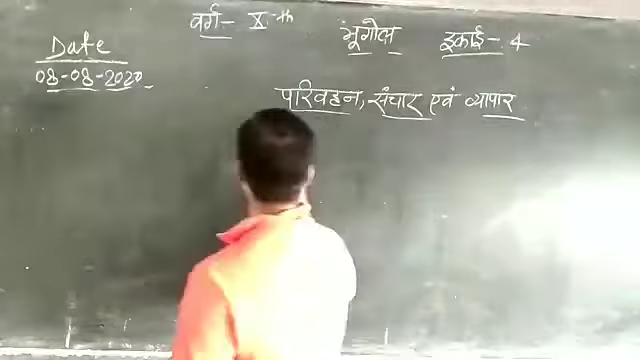 वर्ग- X th
भूगोल
इकाई- 4
Date
08-08-2020
परिवहन, संचार एवं व्यापार